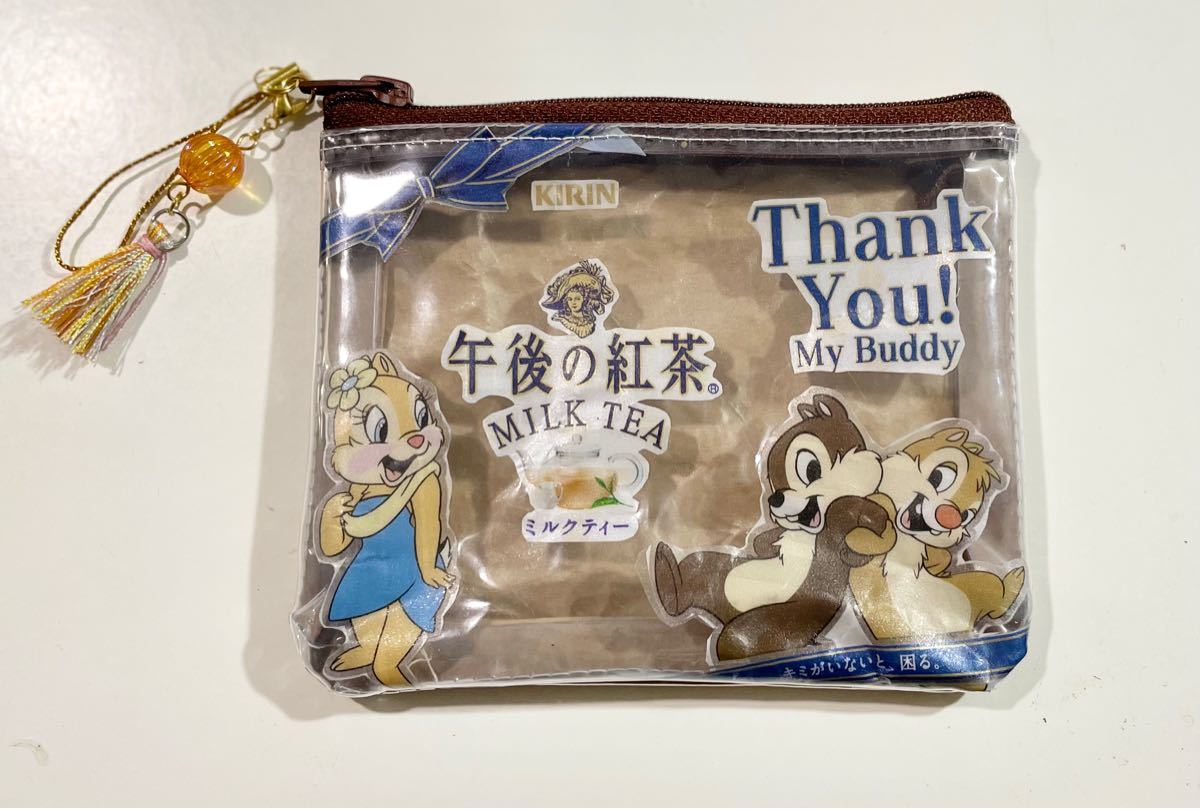 KIRIN
Thank
You!
My Buddy
午後の紅茶®
MILK TEA
ミルクティー
キミがいないと、困る。